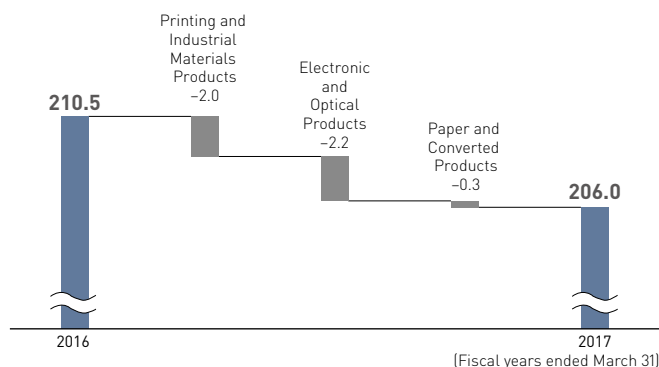 Printing and
Industrial
Materials
Products
−2.0
210.5
Electronic
and
Optical
Products
−2.2
Paper and
Converted
Products
−0.3
206.0
2016
2017
(Fiscal years ended March 31)